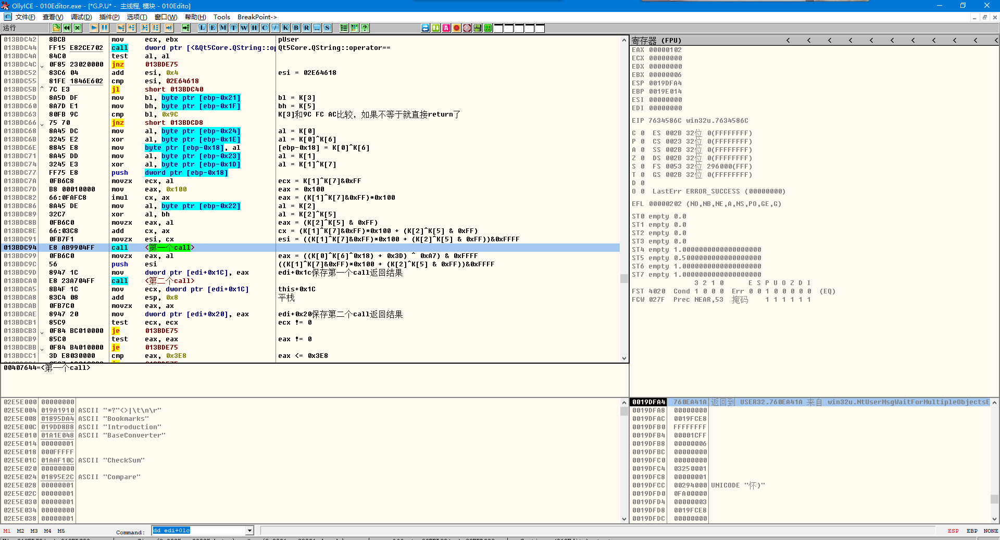 OllyICE - 010Editor.exe - [*G.P.U* - 主线程, 模块 - 010Edito]
文件(F) 查看(V) 调试(D) 插件(P) 选项(T) 窗口(W) 帮助(H) Tools BreakPoint->
运行 L E M T W H C / K B R ... S ?
013BDC42 8BCB mov ecx, ebx pUser
013BDC44 FF15 E82CE702 call dword ptr [<&Qt5Core.QString::op Qt5Core.QString::operator==
013BDC4A 84C0 test al, al
013BDC4C 0F85 23020000 jnz 013BDE75
013BDC52 83C6 04 add esi, 0x4 esi = 02E64618
013BDC55 81FE 1846E602 cmp esi, 02E64618
013BDC5B ^ 7C E3 jl short 013BDC40
013BDC5D 8A5D DF mov bl, byte ptr [ebp-0x21] bl = K[3]
013BDC60 8A7D E1 mov bh, byte ptr [ebp-0x1F] bh = K[5]
013BDC63 80FB 9C cmp bl, 0x9C K[3]和9C FC AC比较，如果不等于就直接return了
013BDC66 75 70 jnz short 013BDCD8
013BDC68 8A45 DC mov al, byte ptr [ebp-0x24] al = K[0]
013BDC6B 3245 E2 xor al, byte ptr [ebp-0x1E] al = K[0]^K[6]
013BDC6E 8845 E8 mov byte ptr [ebp-0x18], al [ebp-0x18] = K[0]^K[6]
013BDC71 8A45 DD mov al, byte ptr [ebp-0x23] al = K[1]
013BDC74 3245 E3 xor al, byte ptr [ebp-0x1D] al = K[1]^K[7]
013BDC77 FF75 E8 push dword ptr [ebp-0x18]
013BDC7A 0FB6C8 movzx ecx, al ecx = K[1]^K[7]&0xFF
013BDC7D B8 00010000 mov eax, 0x100 eax = 0x100
013BDC82 66:0FAFC8 imul cx, ax eax = (K[1]^K[7]&0xFF)*0x100
013BDC86 8A45 DE mov al, byte ptr [ebp-0x22] al = K[2]
013BDC89 32C7 xor al, bh al = K[2]^K[5]
013BDC8B 0FB6C0 movzx eax, al eax = (K[2]^K[5] & 0xFF)
013BDC8E 66:03C8 add cx, ax cx = (K[1]^K[7]&0xFF)*0x100 + (K[2]^K[5] & 0xFF)
013BDC91 0FB7F1 movzx esi, cx esi = ((K[1]^K[7]&0xFF)*0x100 + (K[2]^K[5] & 0xFF))&0xFFFF
013BDC94 E8 AB9904FF call <第一个call>
013BDC99 0FB6C0 movzx eax, al eax = ((K[0]^K[6]^0x18) + 0x3D) ^ 0xA7) & 0xFFFF
013BDC9C 56 push esi ((K[1]^K[7]&0xFF)*0x100 + (K[2]^K[5] & 0xFF))&0xFFFF
013BDC9D 8947 1C mov dword ptr [edi+0x1C], eax edi+0x1c保存第一个call返回结果
013BDCA0 E8 23A704FF call <第二个call>
013BDCA5 8B4F 1C mov ecx, dword ptr [edi+0x1C] this+0x1C
013BDCA8 83C4 08 add esp, 0x8 平栈
013BDCAB 0FB7C0 movzx eax, ax
013BDCAE 8947 20 mov dword ptr [edi+0x20], eax edi+0x20保存第二个call返回结果
013BDCB1 85C9 test ecx, ecx ecx != 0
013BDCB3 0F84 BC010000 je 013BDE75
013BDCB9 85C0 test eax, eax eax != 0
013BDCBB 0F84 B4010000 je 013BDE75
013BDCC1 3D E8030000 cmp eax, 0x3E8 eax <= 0x3E8
00407644=<第一个call>
寄存器 (FPU) < < < < < < < < < < <
EAX 00000102
ECX 00000000
EDX 00000000
EBX 00000006
ESP 0019DFA4
EBP 0019E014
ESI 00000000
EDI 00000000
EIP 7634586C win32u.7634586C
C 0 ES 002B 32位 0(FFFFFFFF)
P 0 CS 0023 32位 0(FFFFFFFF)
A 0 SS 002B 32位 0(FFFFFFFF)
Z 0 DS 002B 32位 0(FFFFFFFF)
S 0 FS 0053 32位 296000(FFF)
T 0 GS 002B 32位 0(FFFFFFFF)
D 0
O 0 LastErr ERROR_SUCCESS (00000000)
EFL 00000202 (NO,NB,NE,A,NS,PO,GE,G)
ST0 empty 0.0
ST1 empty 0.0
ST2 empty 0.0
ST3 empty 0.0
ST4 empty 1.0000000000000000000
ST5 empty 0.5000000000000000000
ST6 empty 1.0000000000000000000
ST7 empty 1.0000000000000000000
3 2 1 0 E S P U O Z D I
FST 4020 Cond 1 0 0 0 Err 0 0 1 0 0 0 0 0 (EQ)
FCW 027F Prec NEAR,53 掩码 1 1 1 1 1 1
02E5E000 00000000
02E5E004 019A1910 ASCII "*?"<>|\t\n\r"
02E5E008 01895DA4 ASCII "Bookmarks"
02E5E00C 019DD8B8 ASCII "Introduction"
02E5E010 01A1E048 ASCII "BaseConverter"
02E5E014 00000001
02E5E018 000FFFFF
02E5E01C 01AAF10C ASCII "CheckSum"
02E5E020 00000000
02E5E024 01895E2C ASCII "Compare"
02E5E028 00000001
02E5E02C 00000001
02E5E030 00000001
02E5E034 00000000
02E5E038 00000001
0019DFA4 760EA41A 返回到 USER32.760EA41A 来自 win32u.NtUserMsgWaitForMultipleObjectsE
0019DFA8 00000000
0019DFAC 0019FCE8
0019DFB0 FFFFFFFF
0019DFB4 00001CFF
0019DFB8 00000006
0019DFBC 00000000
0019DFC0 00000000
0019DFC4 03250001
0019DFC8 00000001
0019DFCC 00294000 UNICODE "怀)"
0019DFD0 0FA00000
0019DFD4 00000003
0019DFD8 0019FCE8
0019DFDC 00000000
M1 M2 M3 M4 M5 Command: dd edi+01c ESP EBP NONE